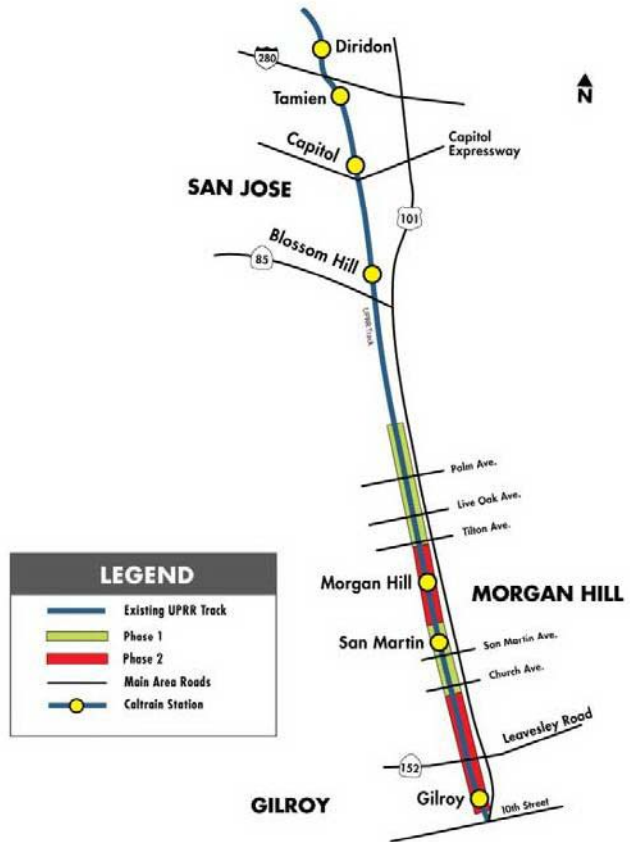 Diridon
280
Tamien
N
Capitol
Capitol
Expressway
SAN JOSE
101
Blossom Hill
85
UPRR Track
Palm Ave.
Live Oak Ave.
Tilton Ave.
LEGEND
Existing UPRR Track
Phase 1
Phase 2
Main Area Roads
Caltrain Station
Morgan Hill
MORGAN HILL
San Martin
San Martin Ave.
Church Ave.
Leavesley Road
152
GILROY
Gilroy
10th Street